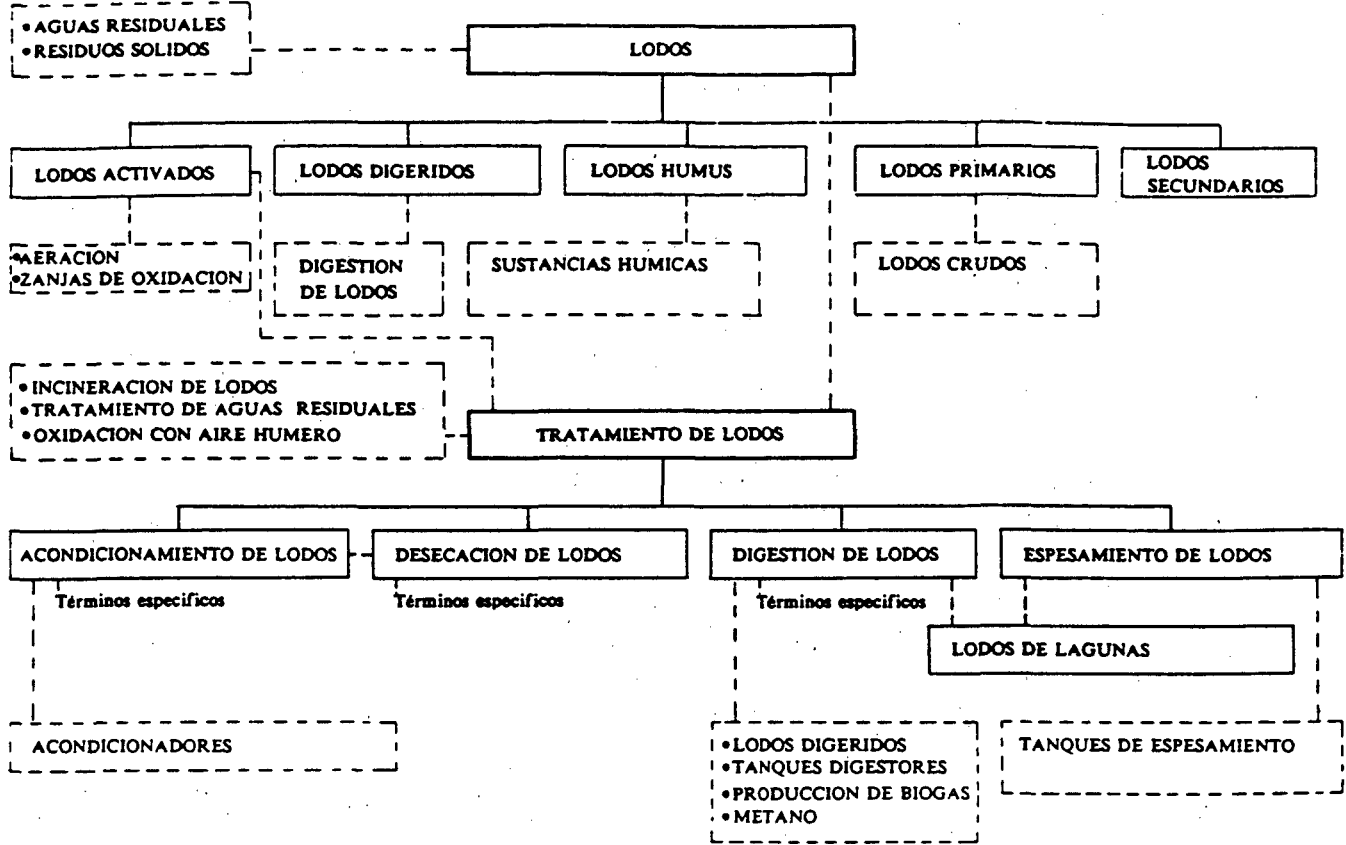 •AGUAS RESIDUALES
•RESIDUOS SOLIDOS
LODOS
LODOS ACTIVADOS
LODOS DIGERIDOS
LODOS HUMUS
LODOS PRIMARIOS
LODOS
SECUNDARIOS
•AERACION
•ZANJAS DE OXIDACION
DIGESTION
DE LODOS
SUSTANCIAS HUMICAS
LODOS CRUDOS
•INCINERACION DE LODOS
•TRATAMIENTO DE AGUAS RESIDUALES
•OXIDACION CON AIRE HUMERO
TRATAMIENTO DE LODOS
ACONDICIONAMIENTO DE LODOS
DESECACION DE LODOS
DIGESTION DE LODOS
ESPESAMIENTO DE LODOS
Términos especificos
Términos especificos
Términos especificos
LODOS DE LAGUNAS
ACONDICIONADORES
•LODOS DIGERIDOS
•TANQUES DIGESTORES
•PRODUCCION DE BIOGAS
•METANO
TANQUES DE ESPESAMIENTO